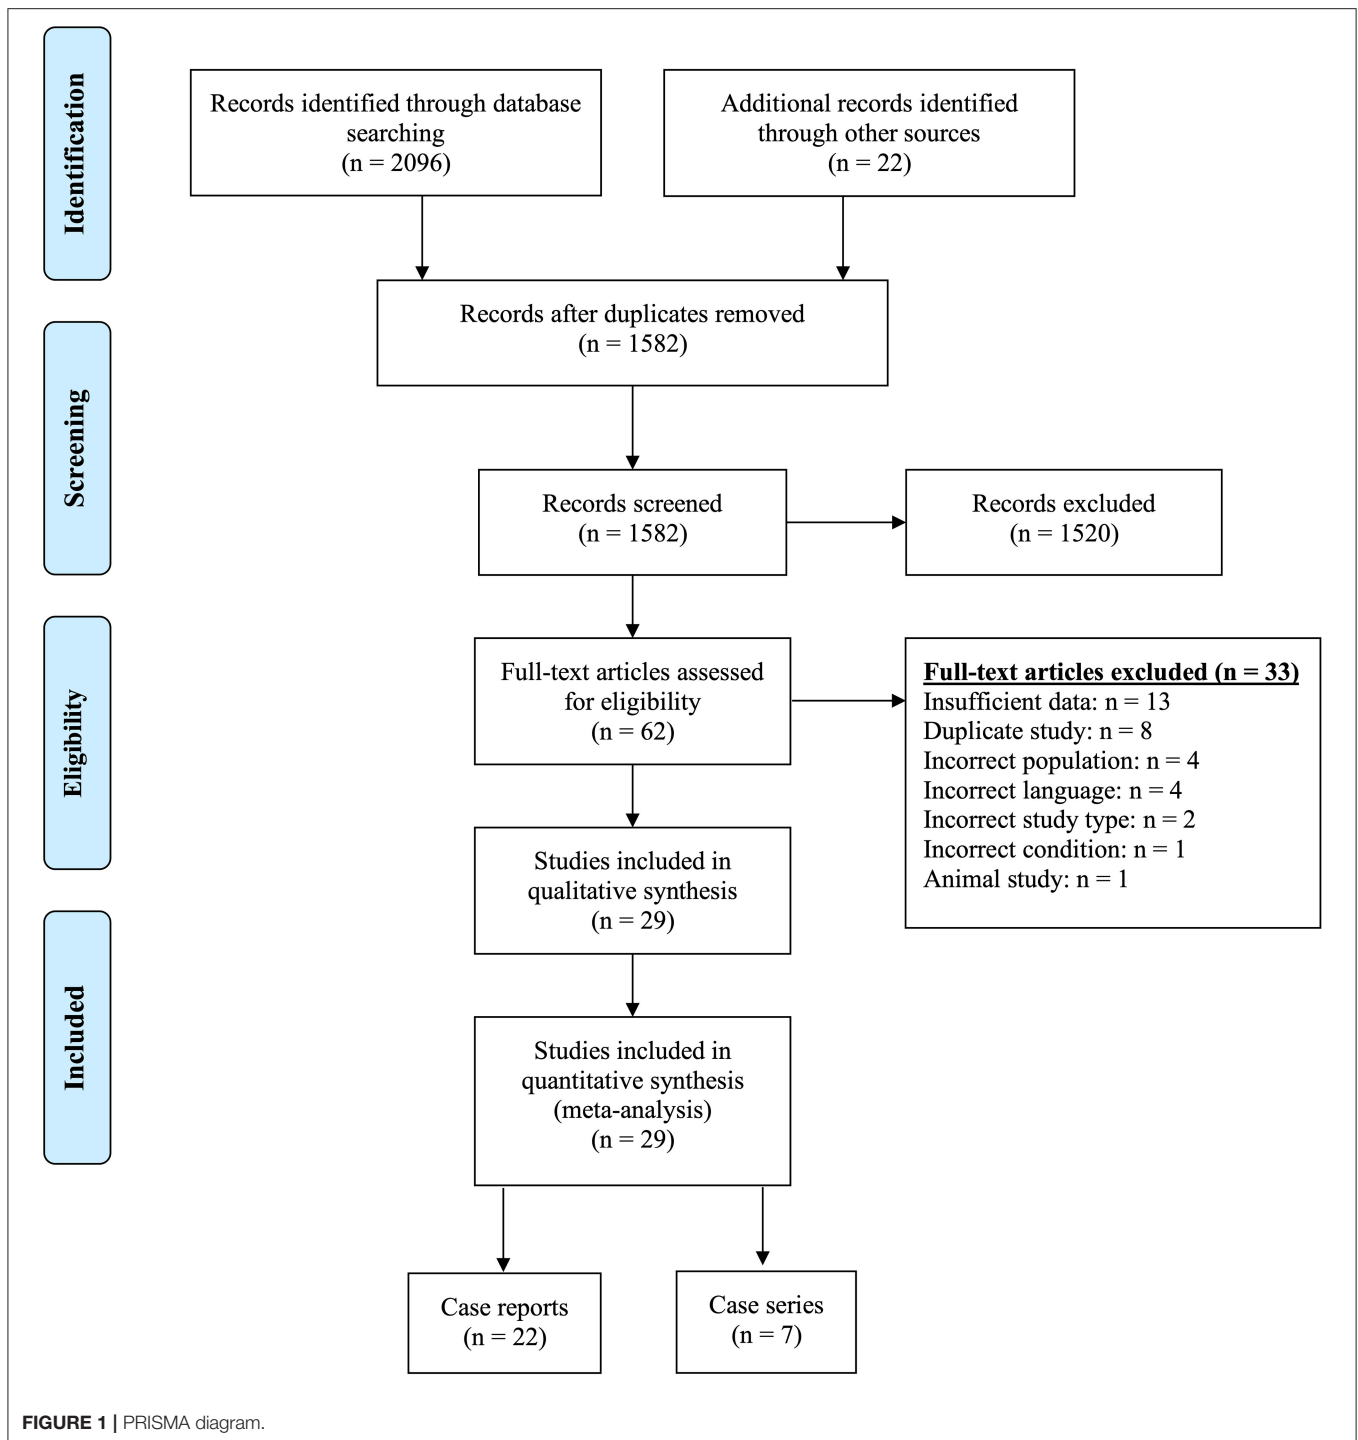 Identification
Records identified through database
searching
(n = 2096)
Additional records identified
through other sources
(n = 22)
Records after duplicates removed
(n = 1582)
Screening
Records screened
(n = 1582)
Records excluded
(n = 1520)
Eligibility
Full-text articles assessed
for eligibility
(n = 62)
Full-text articles excluded (n = 33)
Insufficient data: n = 13
Duplicate study: n = 8
Incorrect population: n = 4
Incorrect language: n = 4
Incorrect study type: n = 2
Incorrect condition: n = 1
Animal study: n = 1
Studies included in
qualitative synthesis
(n = 29)
Included
Studies included in
quantitative synthesis
(meta-analysis)
(n = 29)
Case reports
(n = 22)
Case series
(n = 7)
FIGURE 1 | PRISMA diagram.